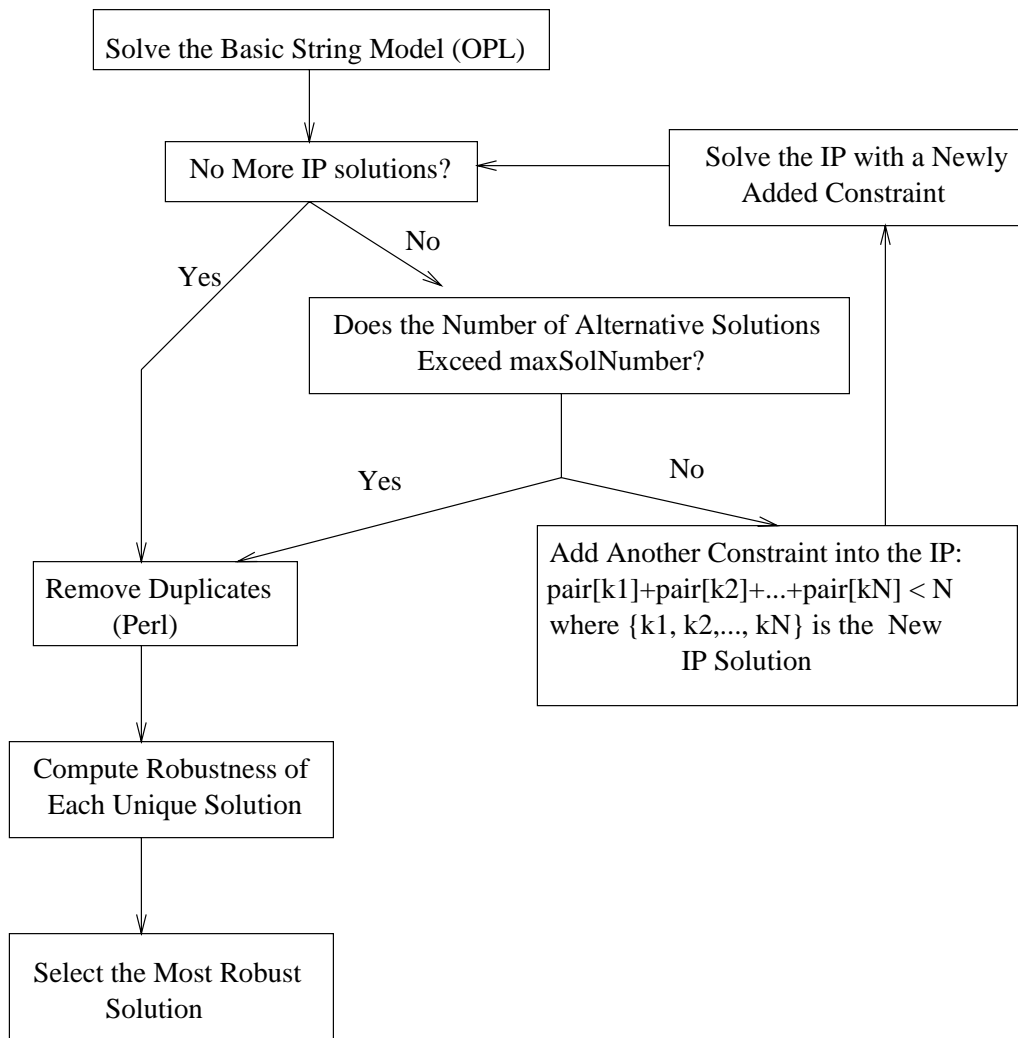 Solve the Basic String Model (OPL)
No More IP solutions?
Solve the IP with a Newly
Added Constraint
No
Yes
Does the Number of Alternative Solutions
Exceed maxSolNumber?
Yes
No
Add Another Constraint into the IP:
pair[k1]+pair[k2]+...+pair[kN] < N
where {k1, k2,..., kN} is the New
IP Solution
Remove Duplicates
(Perl)
Compute Robustness of
Each Unique Solution
Select the Most Robust
Solution